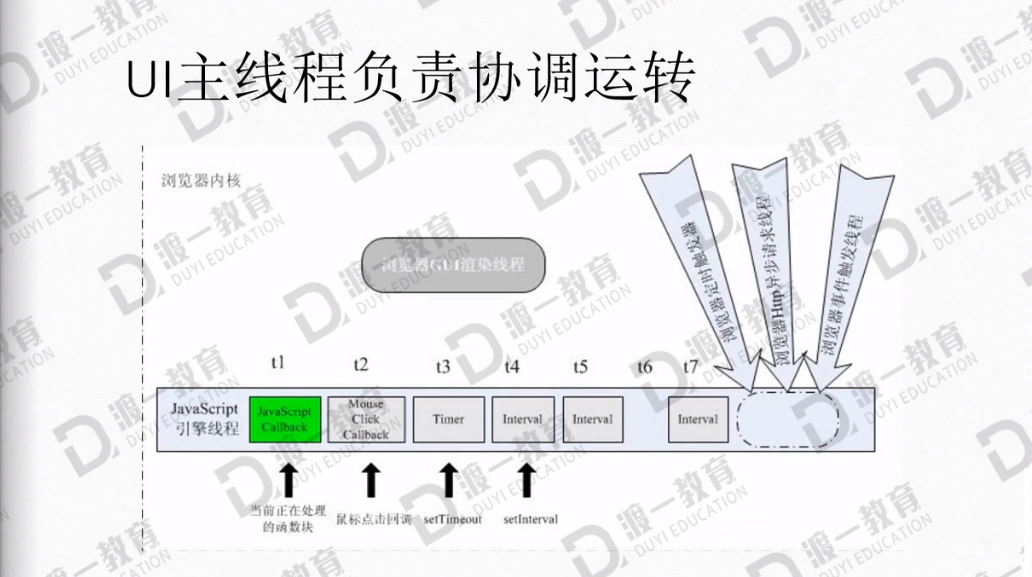 UI主线程负责协调运转
浏览器内核
浏览器GUI渲染线程
浏览器定时触发器
浏览器Http异步请求线程
浏览器事件触发线程
t1 t2 t3 t4 t5 t6 t7
JavaScript
引擎线程
JavaScript
Callback
Mouse
Click
Callback
Timer
Interval
Interval
Interval
当前正在处理
的函数块
鼠标点击回调
setTimeout
setInterval
渡一教育
DUYI EDUCATION